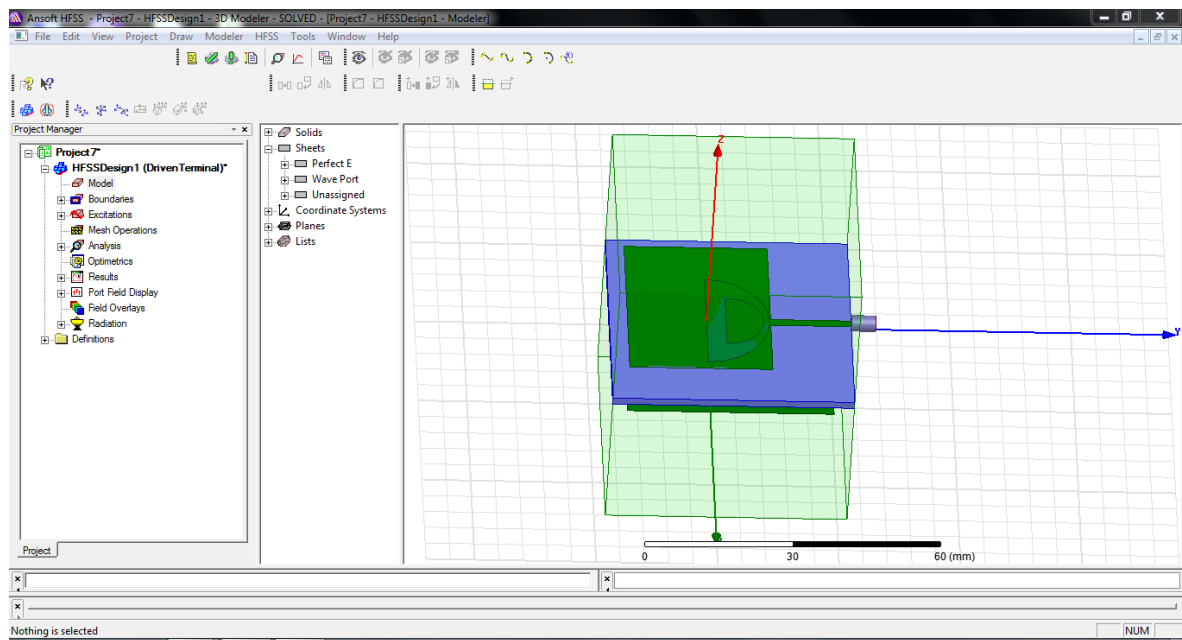 Ansoft HFSS - Project7 - HFSSDesign1 - 3D Modeler - SOLVED - [Project7 - HFSSDesign1 - Modeler]
File Edit View Project Draw Modeler HFSS Tools Window Help
Project Manager
Project7*
HFSSDesign1 (DrivenTerminal)*
Model
Boundaries
Excitations
Mesh Operations
Analysis
Optimetrics
Results
Port Field Display
Field Overlays
Radiation
Definitions
Project
Solids
Sheets
Perfect E
Wave Port
Unassigned
Coordinate Systems
Planes
Lists
Z
Y
0 30 60 (mm)
Nothing is selected
NUM